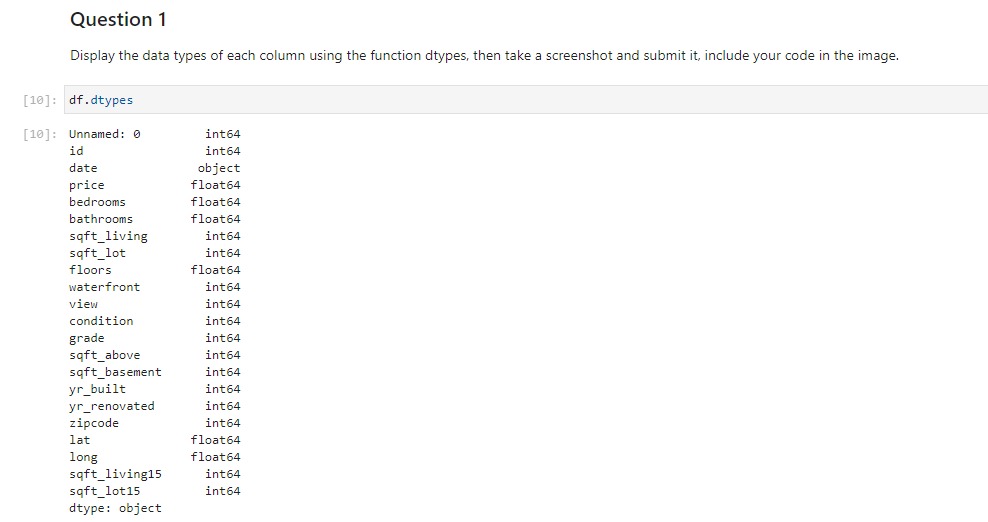 Question 1
Display the data types of each column using the function dtypes, then take a screenshot and submit it, include your code in the image.
[10]: df.dtypes
[10]: Unnamed: 0 int64
id int64
date object
price float64
bedrooms float64
bathrooms float64
sqft_living int64
sqft_lot int64
floors float64
waterfront int64
view int64
condition int64
grade int64
sqft_above int64
sqft_basement int64
yr_built int64
yr_renovated int64
zipcode int64
lat float64
long float64
sqft_living15 int64
sqft_lot15 int64
dtype: object